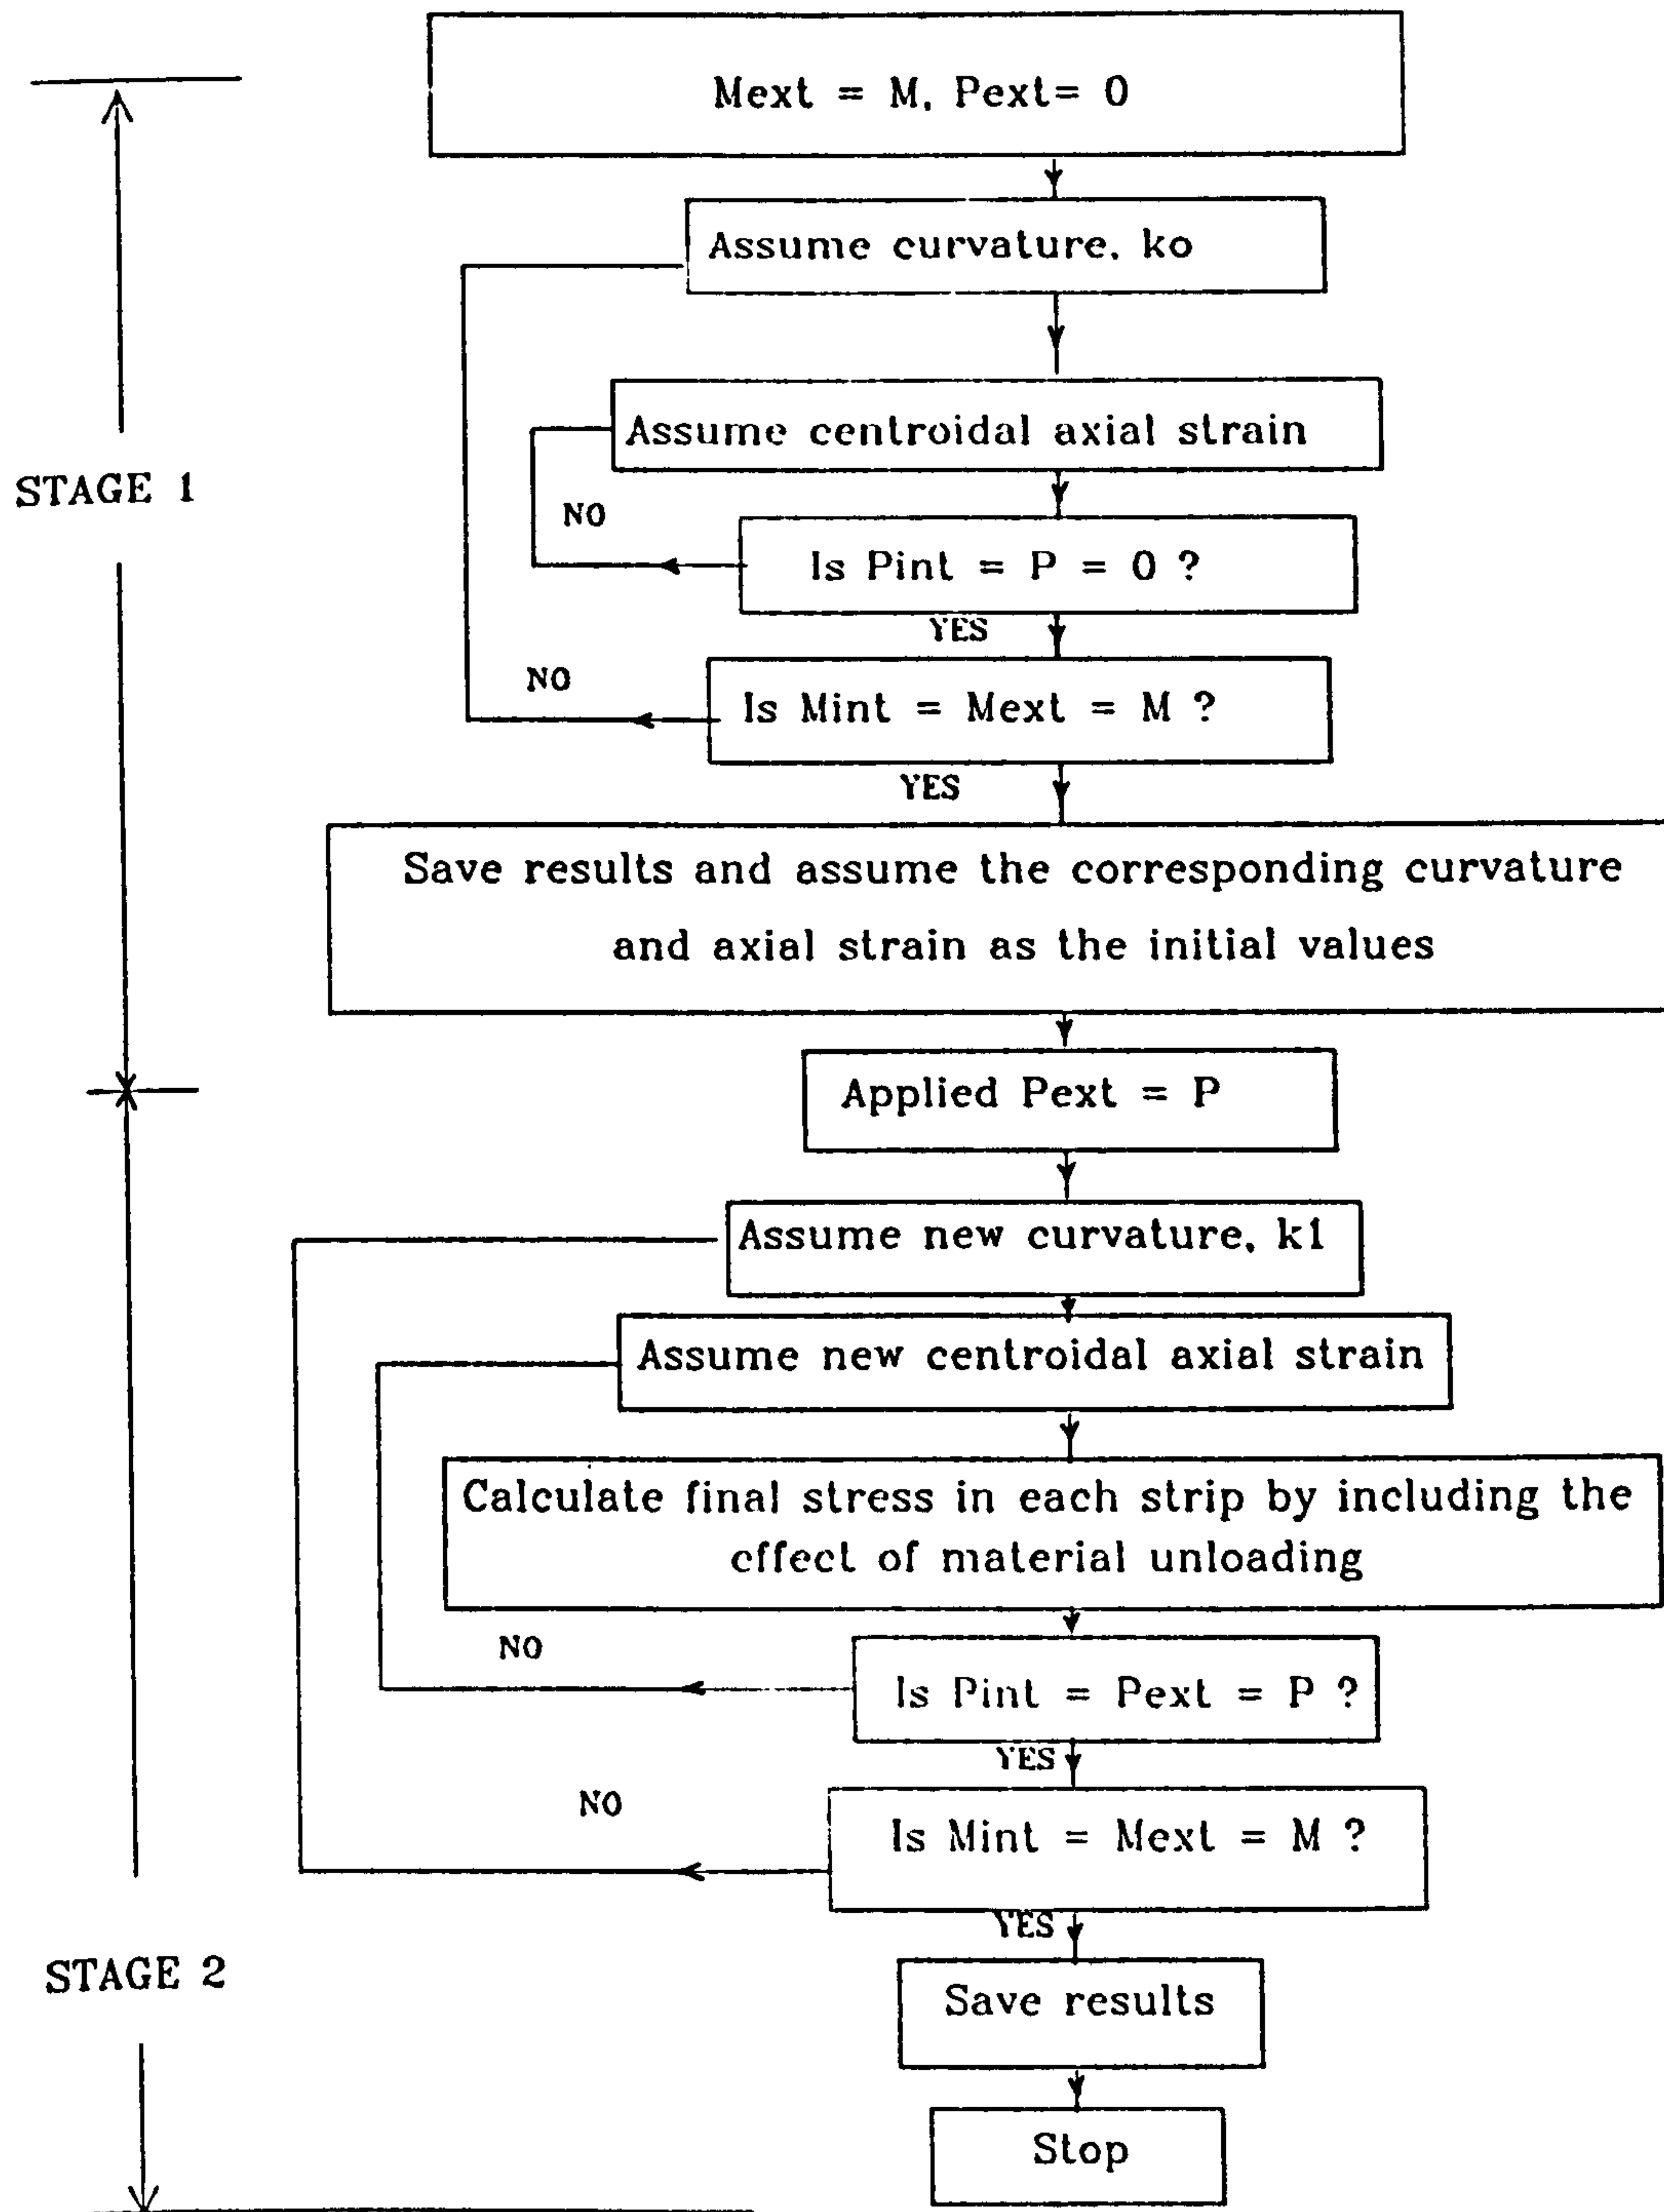 Mext = M, Pext= 0
Assume curvature, ko
Assume centroidal axial strain
STAGE 1
NO
Is Pint = P = 0 ?
YES
NO
Is Mint = Mext = M ?
YES
Save results and assume the corresponding curvature
and axial strain as the initial values
Applied Pext = P
Assume new curvature, k1
Assume new centroidal axial strain
Calculate final stress in each strip by including the
effect of material unloading
NO
Is Pint = Pext = P ?
YES
NO
Is Mint = Mext = M ?
YES
STAGE 2
Save results
Stop